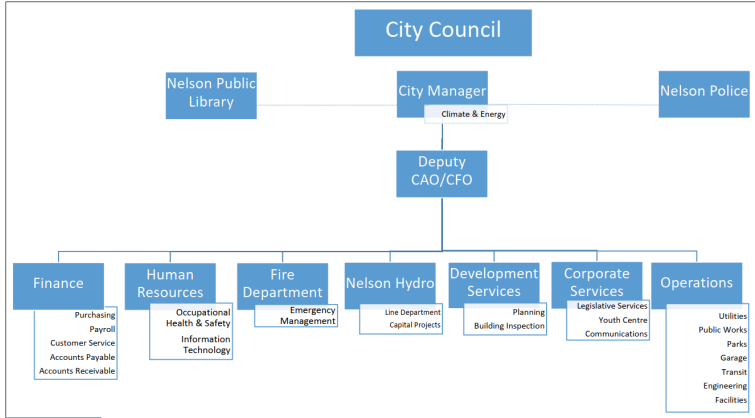 City Council
Nelson Public
Library
City Manager
Nelson Police
Climate & Energy
Deputy
CAO/CFO
Finance
Purchasing
Payroll
Customer Service
Accounts Payable
Accounts Receivable
Human
Resources
Occupational
Health & Safety
Information
Technology
Fire
Department
Emergency
Management
Nelson Hydro
Line Department
Capital Projects
Development
Services
Planning
Building Inspection
Corporate
Services
Legislative Services
Youth Centre
Communications
Operations
Utilities
Public Works
Parks
Garage
Transit
Engineering
Facilities